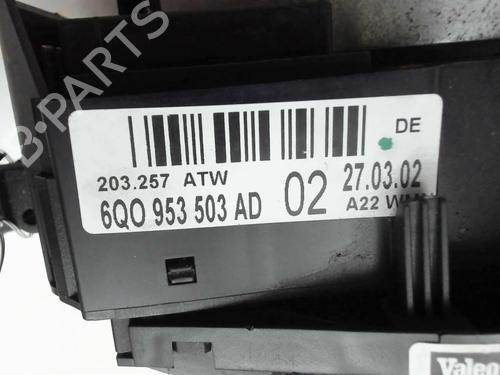 B-PARTS
DE
203.257 ATW
27.03.02
6Q0 953 503 AD 02
A22
Valeo